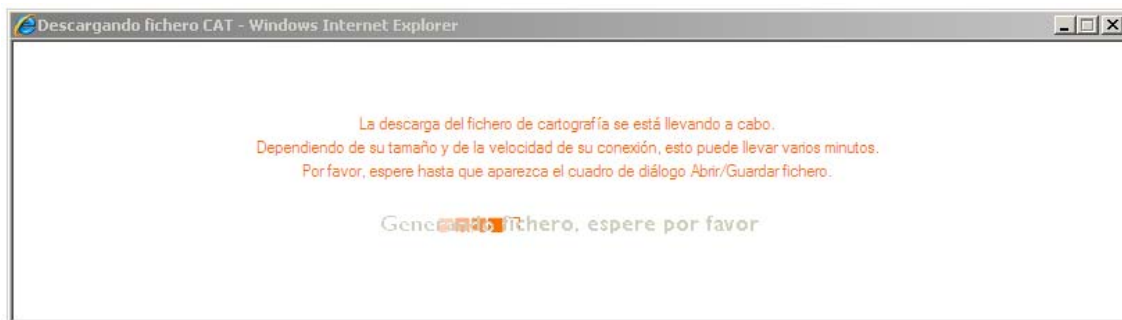 Descargando fichero CAT - Windows Internet Explorer
La descarga del fichero de cartografía se está llevando a cabo.
Dependiendo de su tamaño y de la velocidad de su conexión, esto puede llevar varios minutos.
Por favor, espere hasta que aparezca el cuadro de diálogo Abrir/Guardar fichero.
Generando fichero, espere por favor